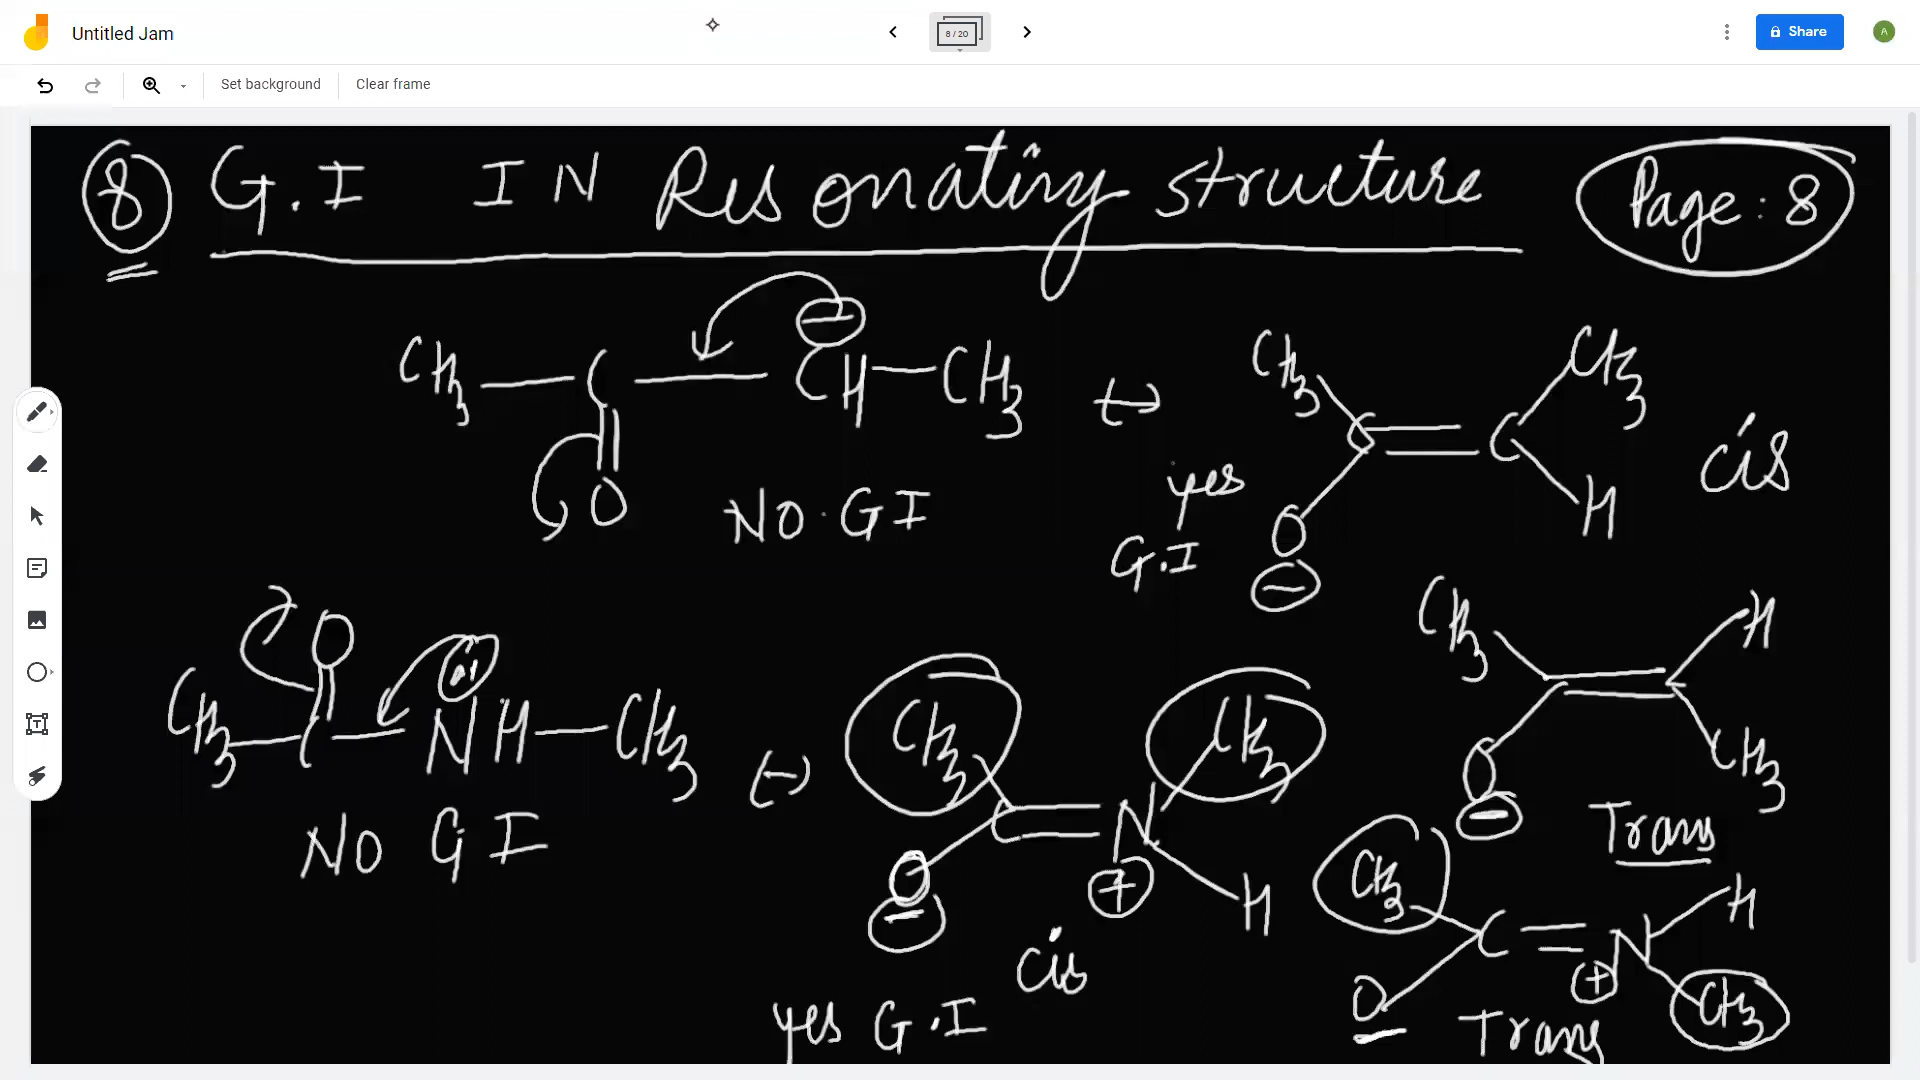 Untitled Jam
8 / 20
Share
A
Set background
Clear frame
8 G.I IN Resonating structure
Page: 8
CH3 — C — CH — CH3 ↔
⊖
O
NO GI
yes
G.I
CH3 CH3
C = C
O H
⊖
cis
CH3 H
O CH3
⊖
Trans
O
CH3 — C — NH — CH3 ↔
NO GI
CH3 CH3
C = N
O ⊕ H
⊖
cis
yes G.I
CH3 H
C = N
⊕
O CH3
Trans